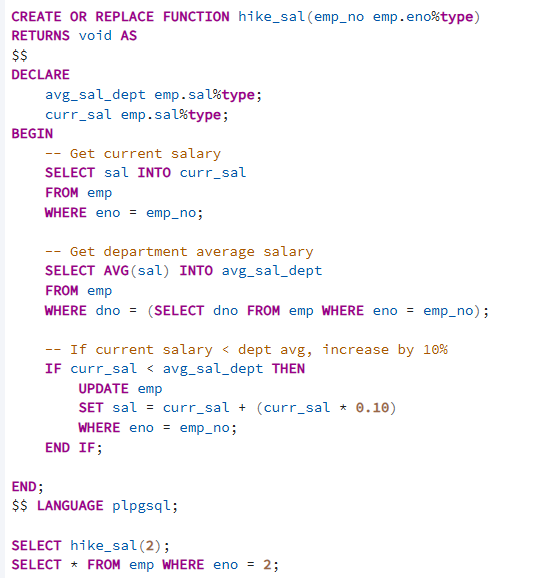 CREATE OR REPLACE FUNCTION hike_sal(emp_no emp.eno%type)
RETURNS void AS
$$
DECLARE
    avg_sal_dept emp.sal%type;
    curr_sal emp.sal%type;
BEGIN
    -- Get current salary
    SELECT sal INTO curr_sal
    FROM emp
    WHERE eno = emp_no;

    -- Get department average salary
    SELECT AVG(sal) INTO avg_sal_dept
    FROM emp
    WHERE dno = (SELECT dno FROM emp WHERE eno = emp_no);

    -- If current salary < dept avg, increase by 10%
    IF curr_sal < avg_sal_dept THEN
        UPDATE emp
        SET sal = curr_sal + (curr_sal * 0.10)
        WHERE eno = emp_no;
    END IF;

END;
$$ LANGUAGE plpgsql;

SELECT hike_sal(2);
SELECT * FROM emp WHERE eno = 2;